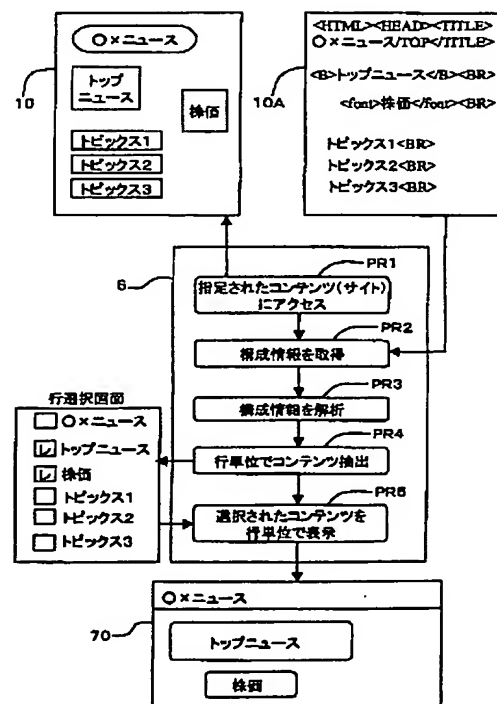 ○×ニュース
トップ
ニュース
株価
トピックス1
トピックス2
トピックス3
10
<HTML><HEAD><TITLE>
○×ニュース/TOP</TITLE>
<B>トップニュース</B><BR>
<font>株価</font><BR>
トピックス1<BR>
トピックス2<BR>
トピックス3<BR>
10A
6
PR1
指定されたコンテンツ(サイト)
にアクセス
PR2
構成情報を取得
PR3
構成情報を解析
PR4
行単位でコンテンツ抽出
PR5
選択されたコンテンツを
行単位で表示
行選択図面
○×ニュース
レ トップニュース
レ 株価
トピックス1
トピックス2
トピックス3
70
○×ニュース
トップニュース
株価